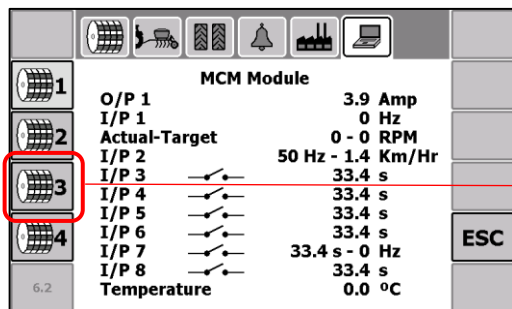 MCM Module
1
O/P 1 3.9 Amp
I/P 1 0 Hz
2
Actual-Target 0 - 0 RPM
I/P 2 50 Hz - 1.4 Km/Hr
3
I/P 3 33.4 s
I/P 4 33.4 s
I/P 5 33.4 s
4
I/P 6 33.4 s
ESC
I/P 7 33.4 s - 0 Hz
I/P 8 33.4 s
6.2
Temperature 0.0 ºC